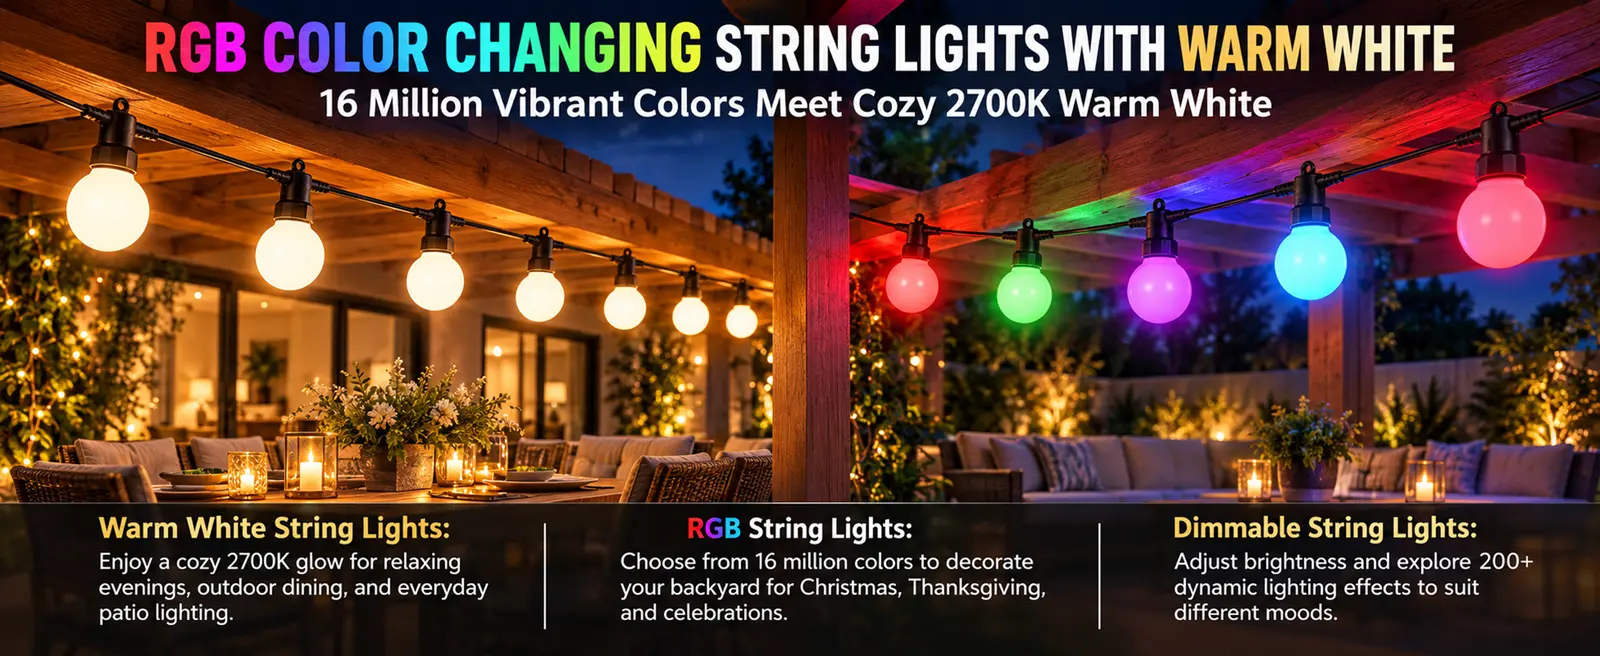 RGB COLOR CHANGING STRING LIGHTS WITH WARM WHITE
16 Million Vibrant Colors Meet Cozy 2700K Warm White
Warm White String Lights:
Enjoy a cozy 2700K glow for relaxing
evenings, outdoor dining, and everyday
patio lighting.
RGB String Lights:
Choose from 16 million colors to decorate
your backyard for Christmas, Thanksgiving,
and celebrations.
Dimmable String Lights:
Adjust brightness and explore 200+
dynamic lighting effects to suit
different moods.